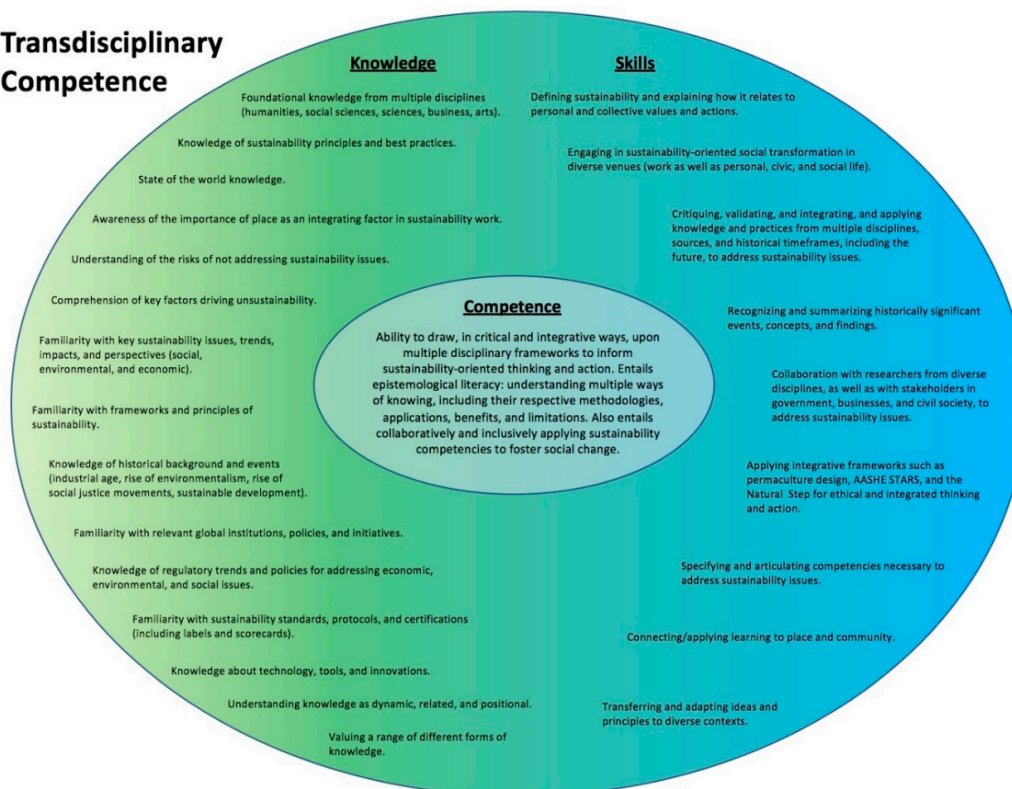 Transdisciplinary
Competence
Knowledge
Foundational knowledge from multiple disciplines
(humanities, social sciences, sciences, business, arts).
Knowledge of sustainability principles and best practices.
State of the world knowledge.
Awareness of the importance of place as an integrating factor in sustainability work.
Understanding of the risks of not addressing sustainability issues.
Comprehension of key factors driving unsustainability.
Familiarity with key sustainability issues, trends,
impacts, and perspectives (social,
environmental, and economic).
Familiarity with frameworks and principles of
sustainability.
Knowledge of historical background and events
(industrial age, rise of environmentalism, rise of
social justice movements, sustainable development).
Familiarity with relevant global institutions, policies, and initiatives.
Knowledge of regulatory trends and policies for addressing economic,
environmental, and social issues.
Familiarity with sustainability standards, protocols, and certifications
(including labels and scorecards).
Knowledge about technology, tools, and innovations.
Understanding knowledge as dynamic, related, and positional.
Valuing a range of different forms of
knowledge.
Competence
Ability to draw, in critical and integrative ways, upon
multiple disciplinary frameworks to inform
sustainability-oriented thinking and action. Entails
epistemological literacy: understanding multiple ways
of knowing, including their respective methodologies,
applications, benefits, and limitations. Also entails
collaboratively and inclusively applying sustainability
competencies to foster social change.
Skills
Defining sustainability and explaining how it relates to
personal and collective values and actions.
Engaging in sustainability-oriented social transformation in
diverse venues (work as well as personal, civic, and social life).
Critiquing, validating, and integrating, and applying
knowledge and practices from multiple disciplines,
sources, and historical timeframes, including the
future, to address sustainability issues.
Recognizing and summarizing historically significant
events, concepts, and findings.
Collaboration with researchers from diverse
disciplines, as well as with stakeholders in
government, businesses, and civil society, to
address sustainability issues.
Applying integrative frameworks such as
permaculture design, AASHE STARS, and the
Natural Step for ethical and integrated thinking
and action.
Specifying and articulating competencies necessary to
address sustainability issues.
Connecting/applying learning to place and community.
Transferring and adapting ideas and
principles to diverse contexts.